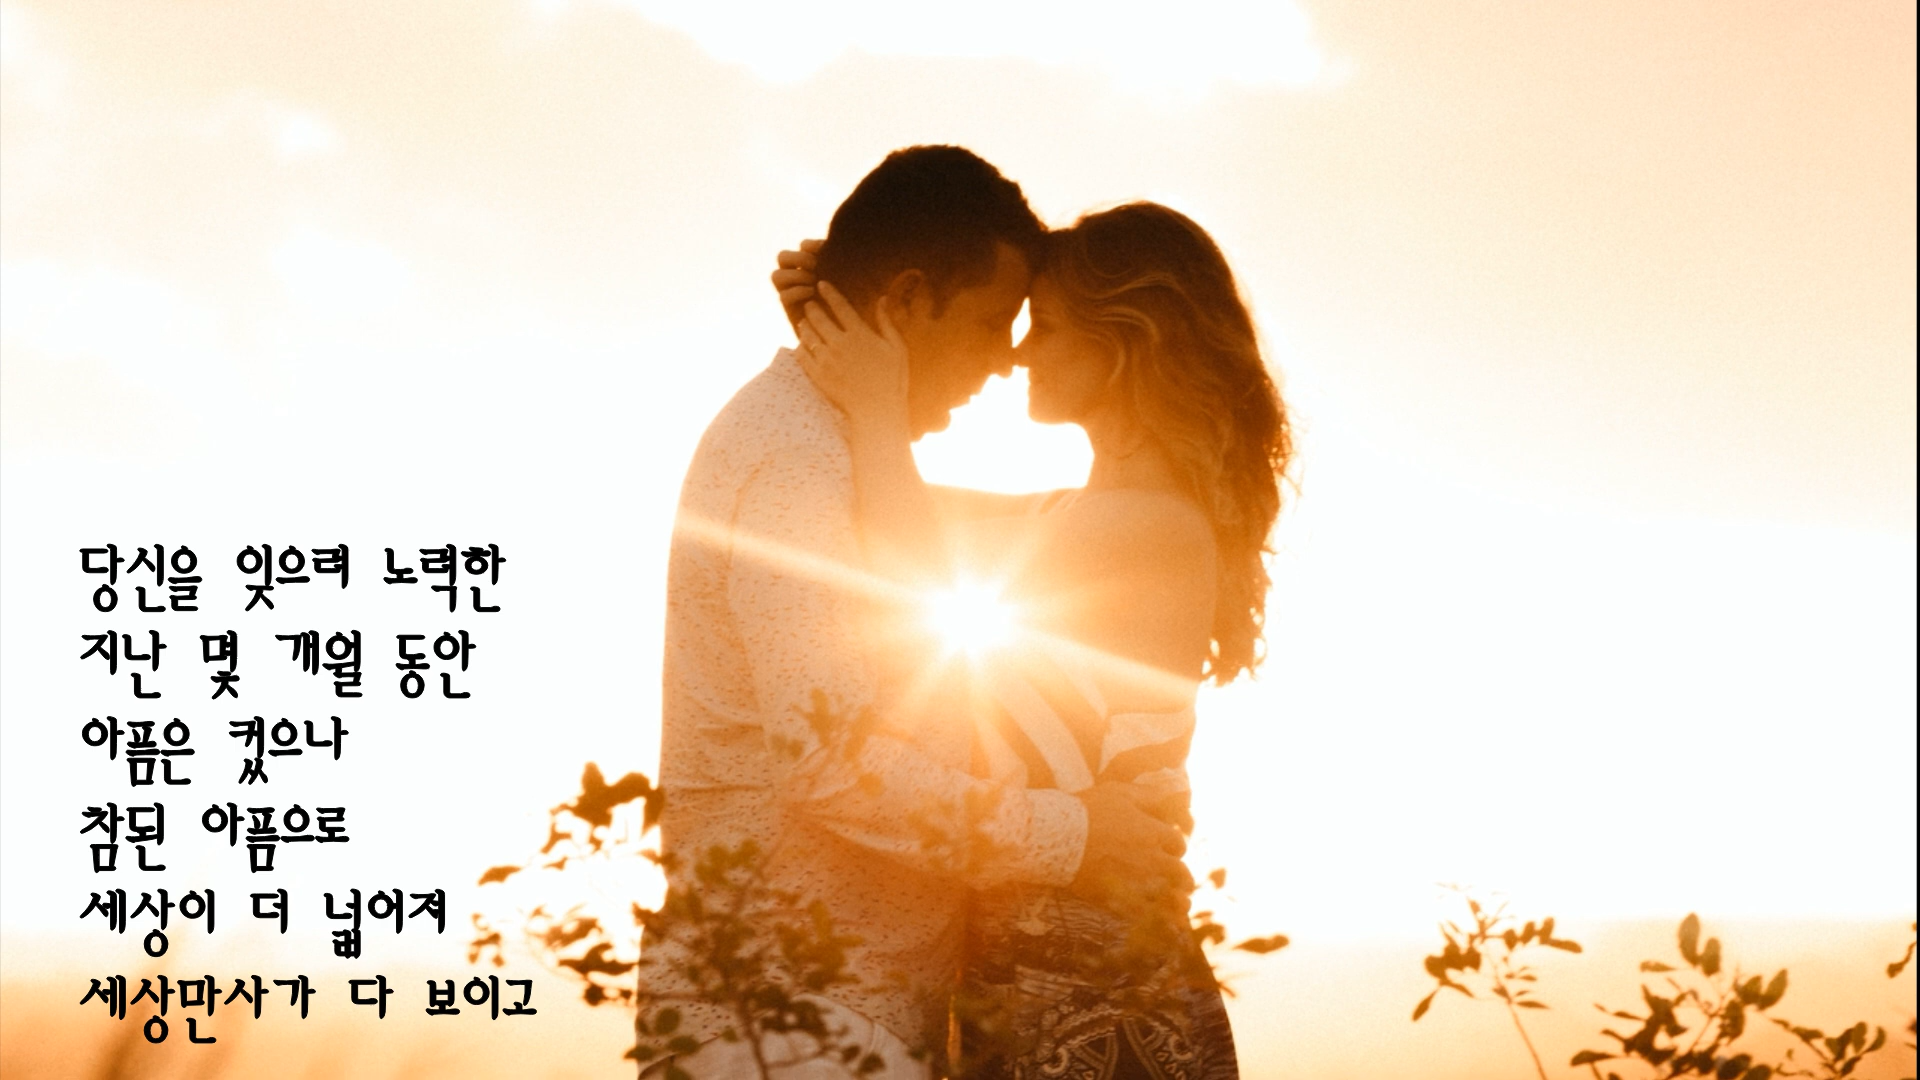 당신을 잊으려 노력한
지난 몇 개월 동안
아픔은 컸으나
참된 아픔으로
세상이 더 넓어져
세상만사가 다 보이고